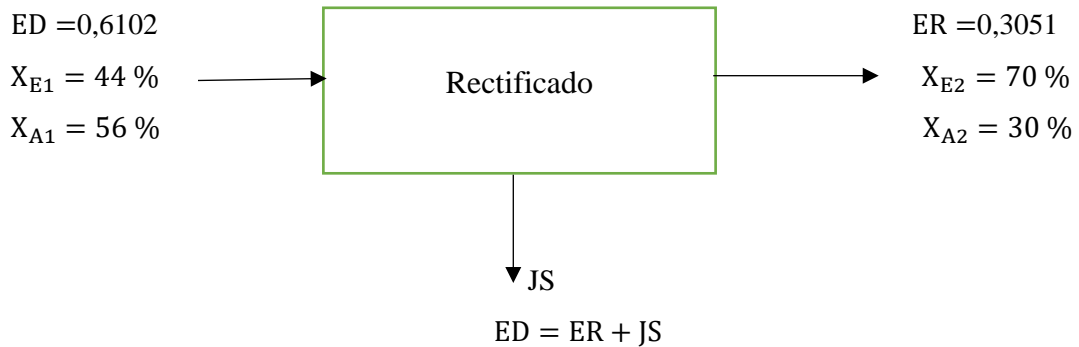 ED =0,6102
X_E1 = 44 %
X_A1 = 56 %
Rectificado
ER =0,3051
X_E2 = 70 %
X_A2 = 30 %
JS
ED = ER + JS